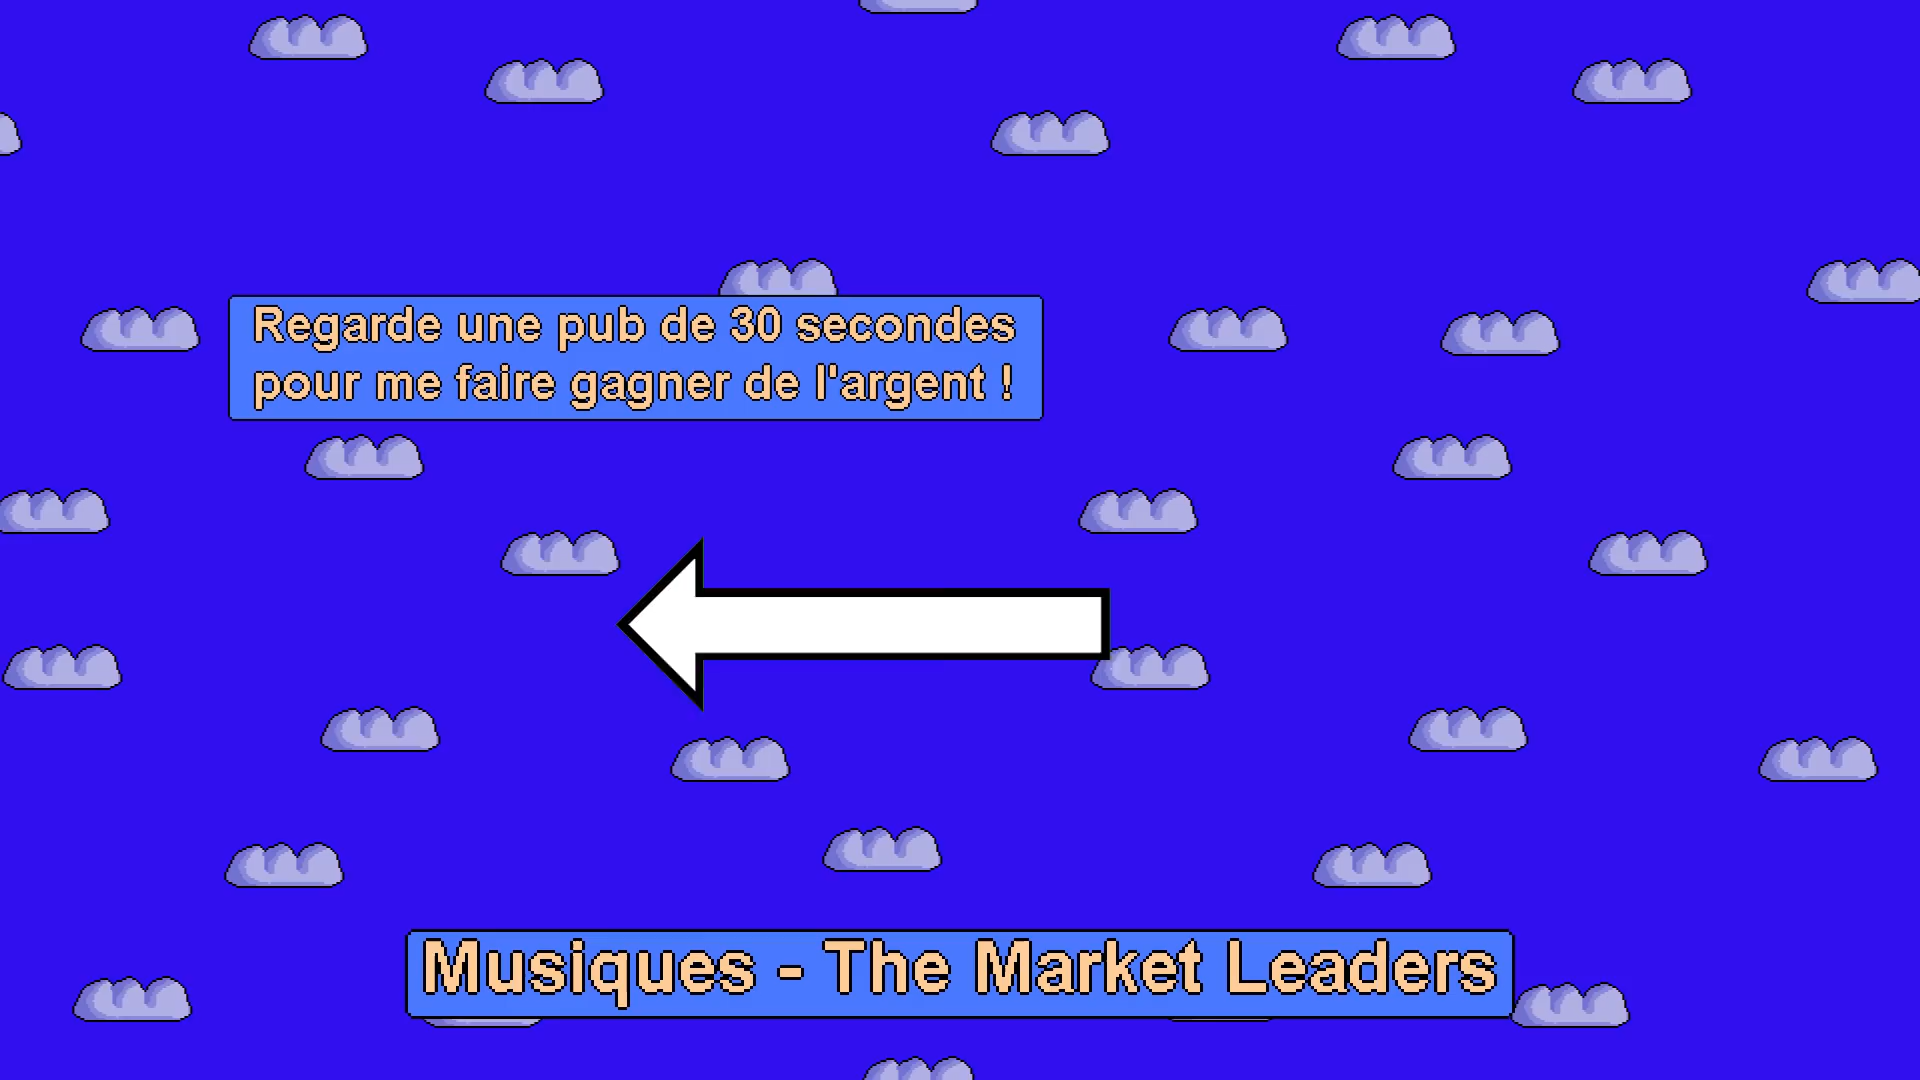 Regarde une pub de 30 secondes
pour me faire gagner de l'argent !
Musiques - The Market Leaders